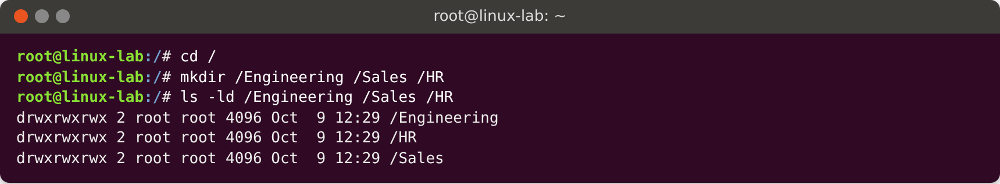 root@linux-lab: ~
root@linux-lab:/# cd /
root@linux-lab:/# mkdir /Engineering /Sales /HR
root@linux-lab:/# ls -ld /Engineering /Sales /HR
drwxrwxrwx 2 root root 4096 Oct  9 12:29 /Engineering
drwxrwxrwx 2 root root 4096 Oct  9 12:29 /HR
drwxrwxrwx 2 root root 4096 Oct  9 12:29 /Sales